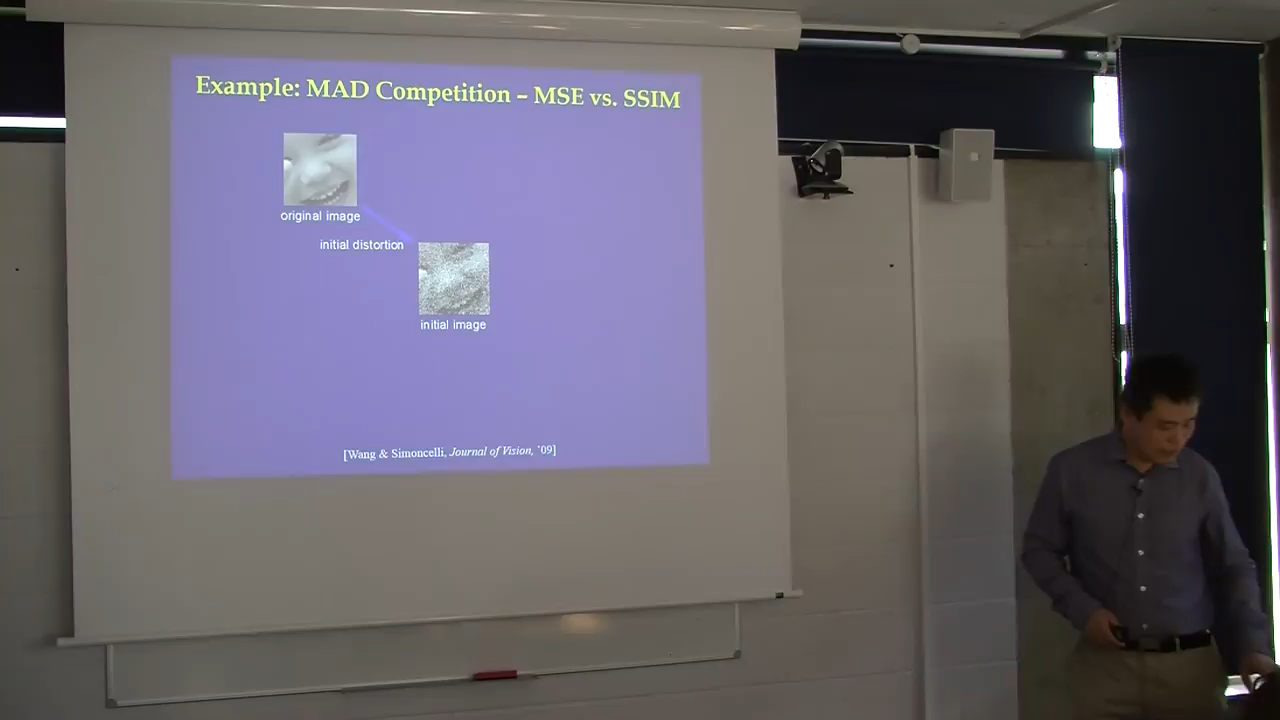 Example: MAD Competition – MSE vs. SSIM
original image
initial distortion
initial image
[Wang & Simoncelli, Journal of Vision, '09]